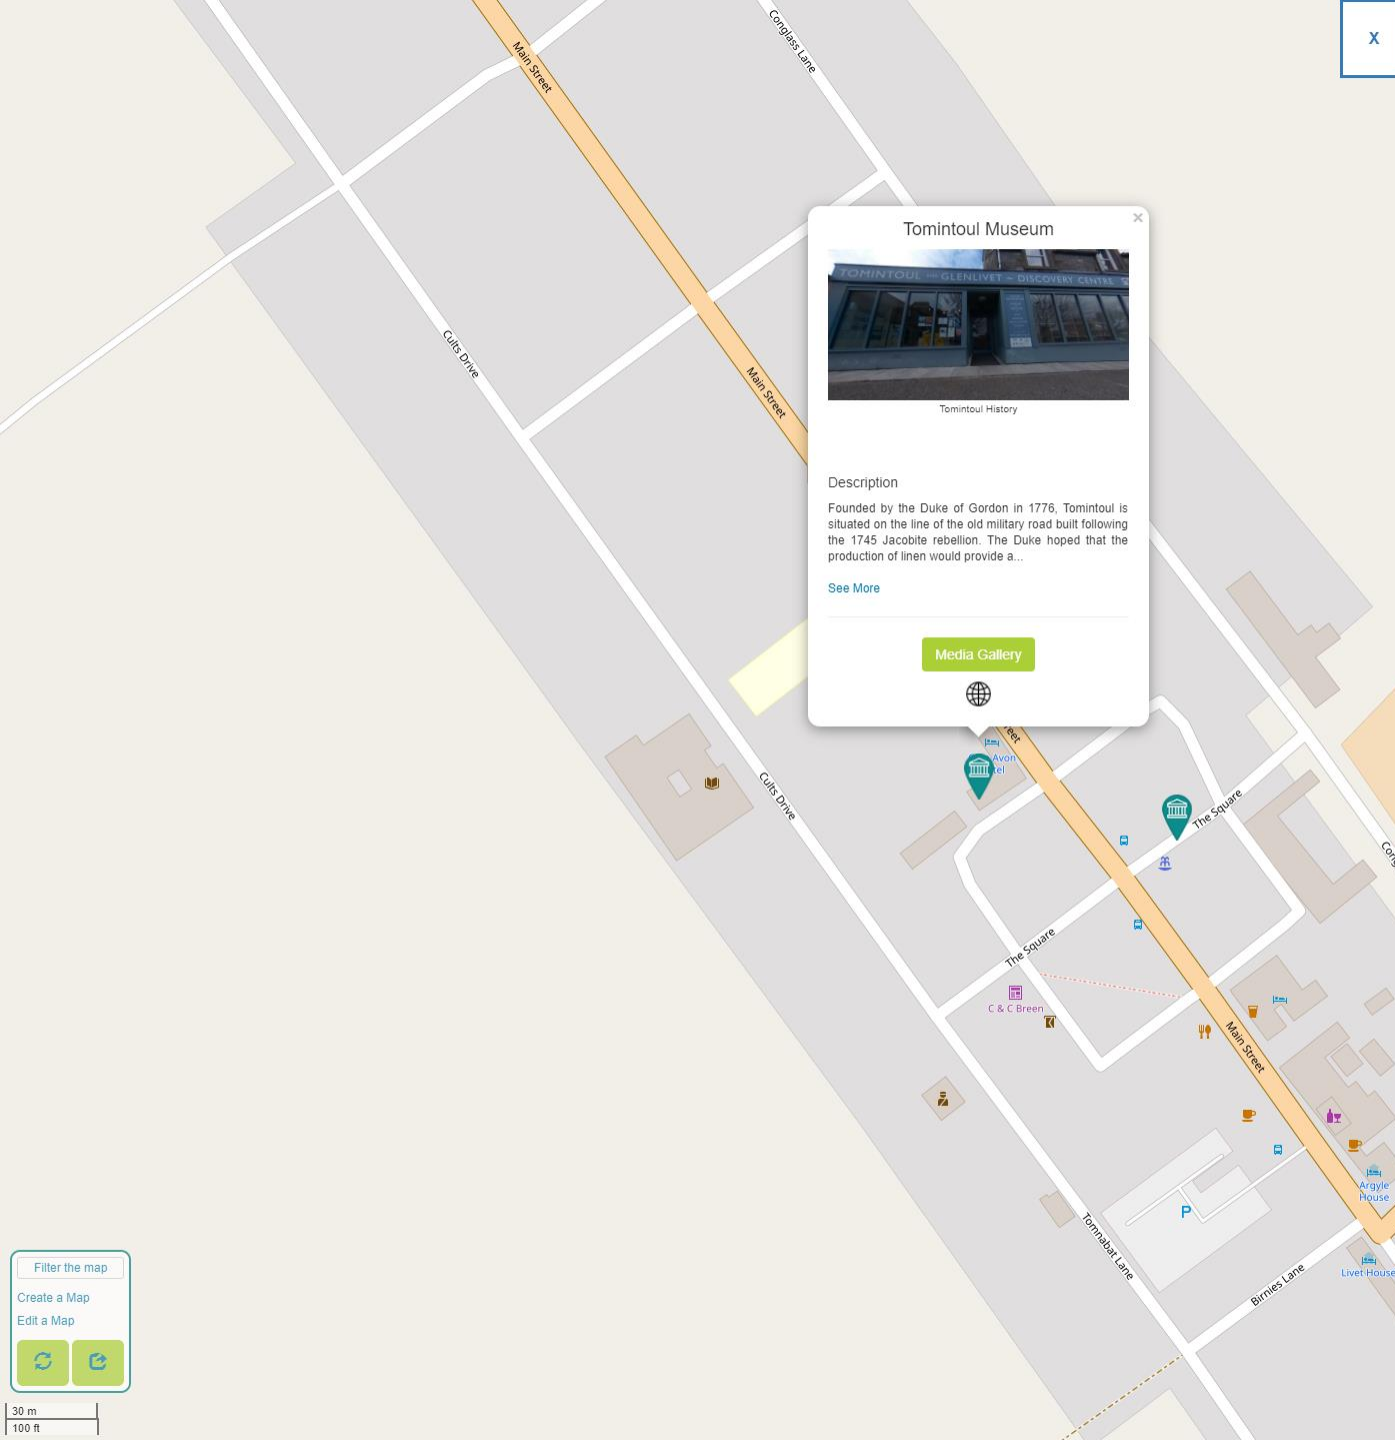 Conglass Lane
X
Main Street
Tomintoul Museum
×
TOMINTOUL AND GLENLIVET - DISCOVERY CENTRE
Tomintoul History
Cults Drive
Main Street
Description
Founded by the Duke of Gordon in 1776, Tomintoul is
situated on the line of the old military road built following
the 1745 Jacobite rebellion. The Duke hoped that the
production of linen would provide a...
See More
Media Gallery
reet
Avon
tel
Cults Drive
The Square
Cong
The Square
C & C Breen
Main Street
Argyle
House
P
Tomnabat Lane
Birnies Lane
Livet House
Filter the map
Create a Map
Edit a Map
30 m
100 ft